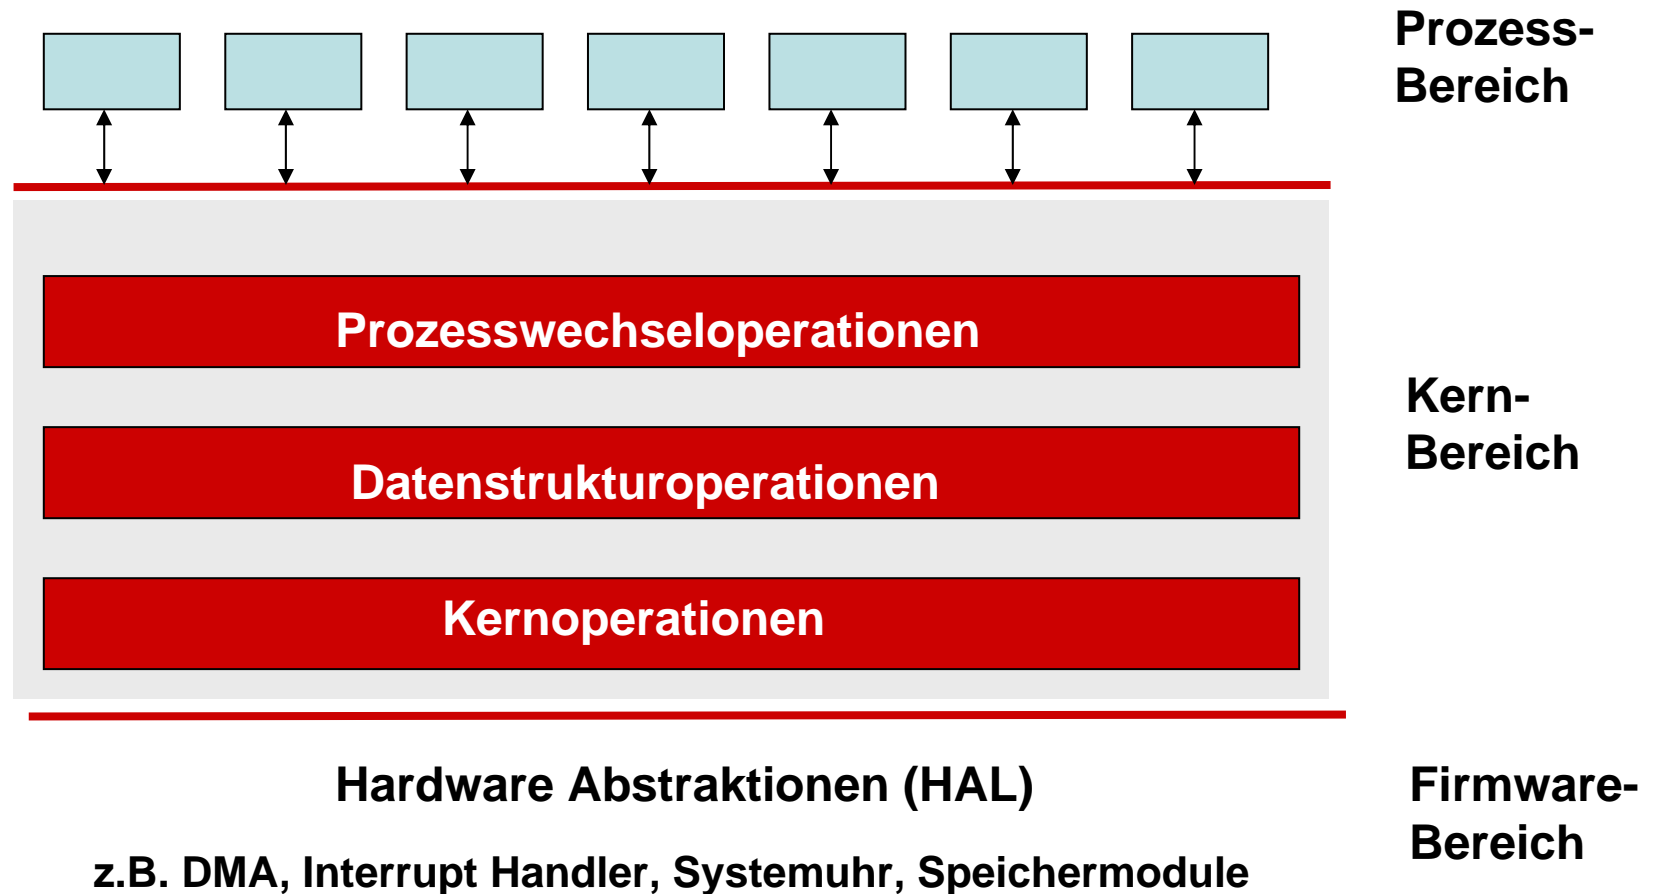 Prozess-
Bereich
Prozesswechseloperationen
Datenstrukturoperationen
Kernoperationen
Kern-
Bereich
Hardware Abstraktionen (HAL)
z.B. DMA, Interrupt Handler, Systemuhr, Speichermodule
Firmware-
Bereich